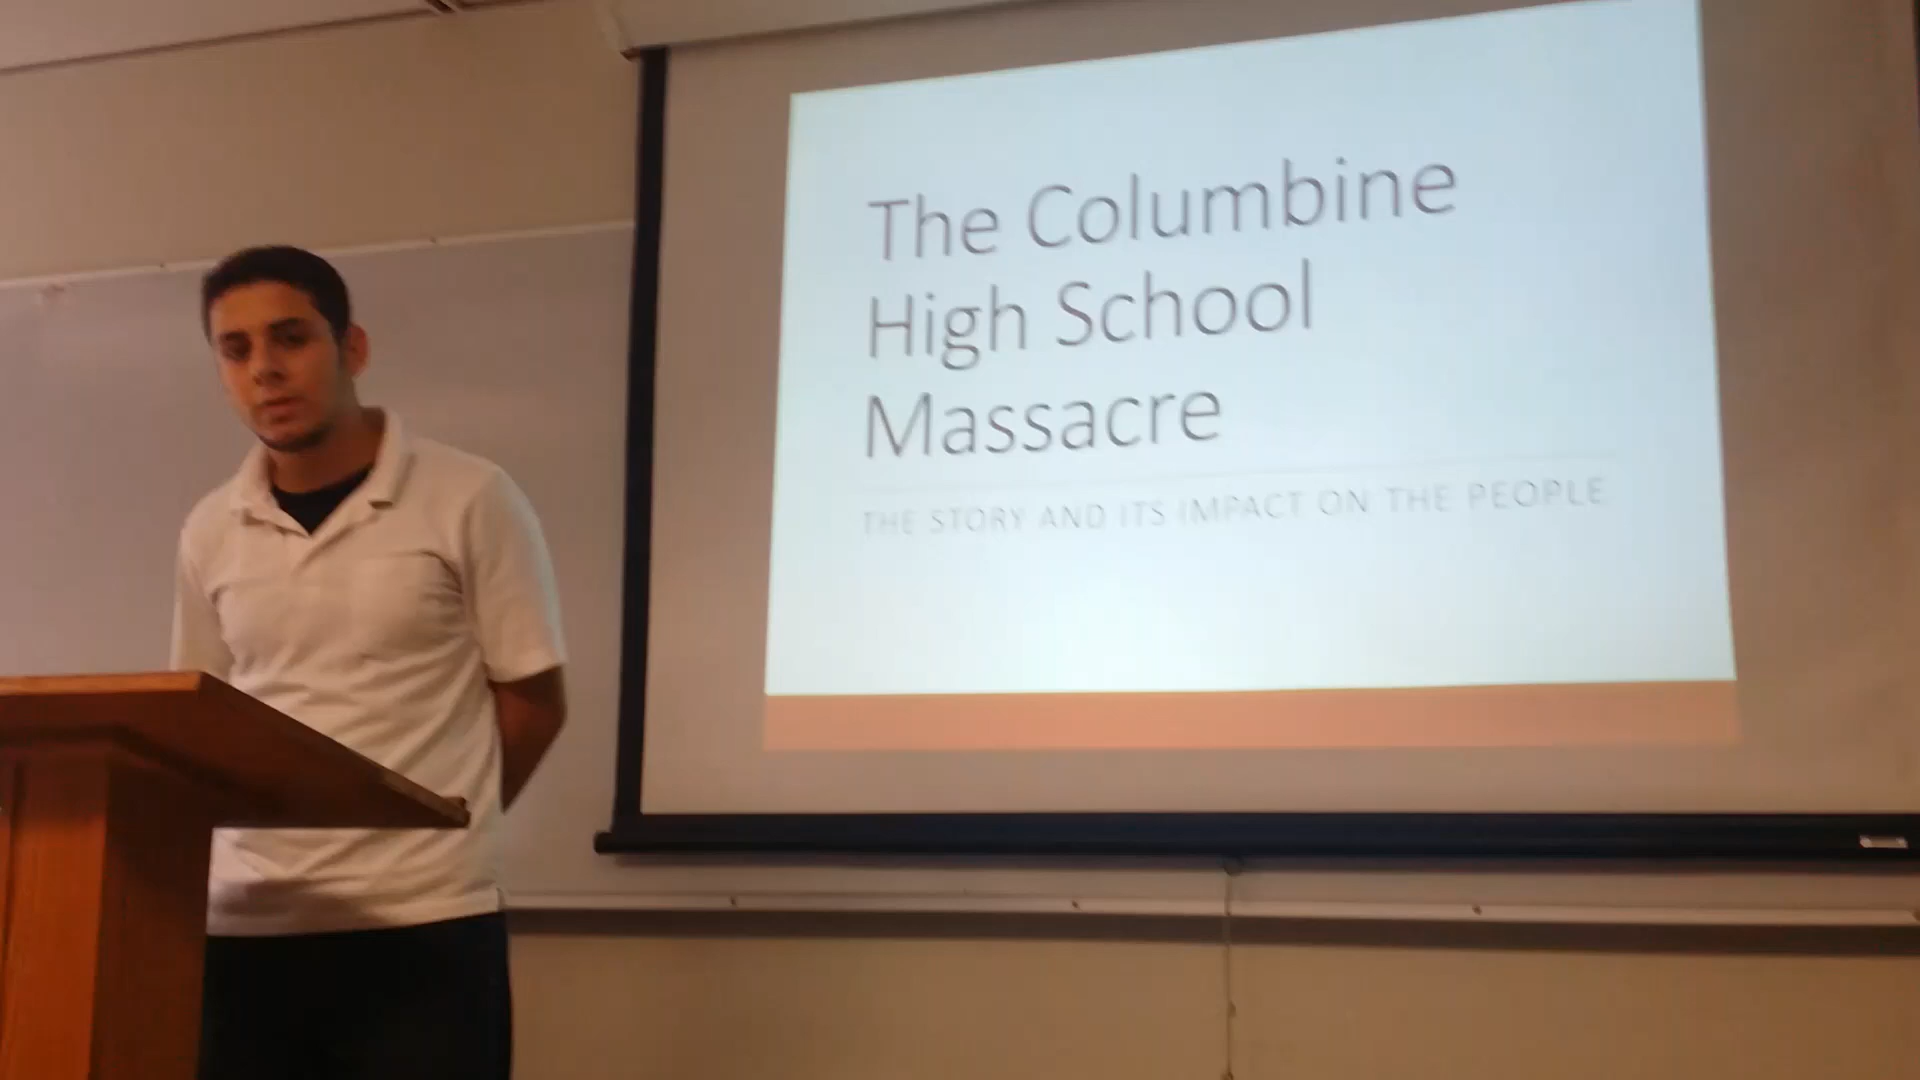 The Columbine
High School
Massacre
THE STORY AND ITS IMPACT ON THE PEOPLE